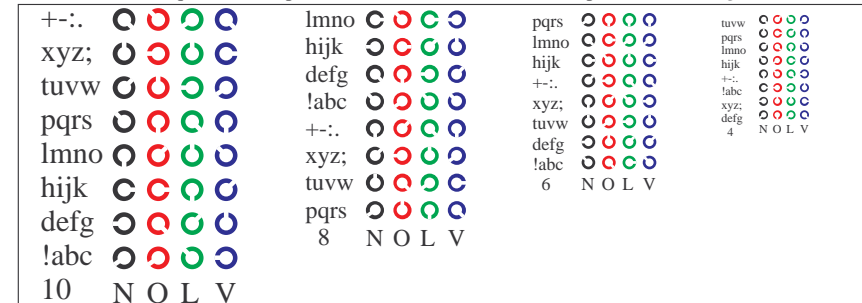 +-:.
xyz;
tuvw
pqrs
lmno
hijk
defg
!abc
10 N O L V
lmno
hijk
defg
!abc
+-:.
xyz;
tuvw
pqrs
8 N O L V
pqrs
lmno
hijk
+-:.
xyz;
tuvw
defg
!abc
6 N O L V
tuvw
pqrs
lmno
hijk
+-:.
!abc
xyz;
defg
4 N O L V